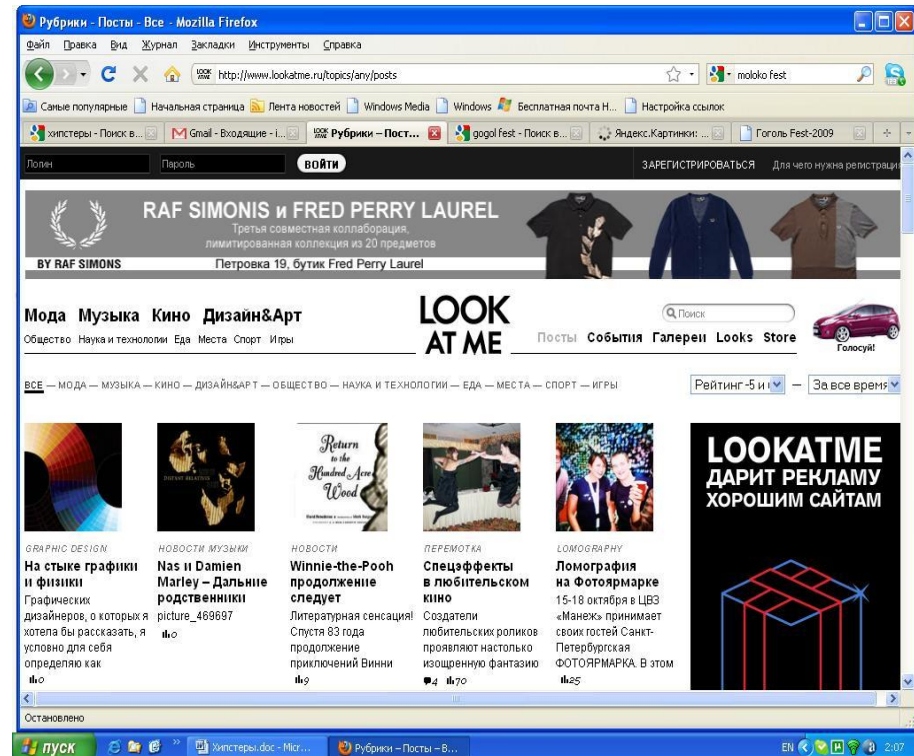 Рубрики - Посты - Все - Mozilla Firefox
Файл Правка Вид Журнал Закладки Инструменты Справка
http://www.lookatme.ru/topics/any/posts
moloko fest
Самые популярные Начальная страница Лента новостей Windows Media Windows Бесплатная почта H... Настройка ссылок
хипстеры - Поиск в... Gmail - Входящие - i... Рубрики – Пост... gogol fest - Поиск в... Яндекс.Картинки: ... Гоголь Fest-2009
Логин Пароль ВОЙТИ ЗАРЕГИСТРИРОВАТЬСЯ Для чего нужна регистраци
RAF SIMONIS и FRED PERRY LAUREL
Третья совместная коллаборация,
лимитированная коллекция из 20 предметов
BY RAF SIMONS Петровка 19, бутик Fred Perry Laurel
Мода Музыка Кино Дизайн&Арт
Общество Наука и технологии Еда Места Спорт Игры
LOOK
AT ME
Поиск
Посты События Галереи Looks Store
Голосуй!
ВСЕ — МОДА — МУЗЫКА — КИНО — ДИЗАЙН&АРТ — ОБЩЕСТВО — НАУКА И ТЕХНОЛОГИИ — ЕДА — МЕСТА — СПОРТ — ИГРЫ
Рейтинг -5 и — За все время
Return
to the
Hundred Acre
Wood
GRAPHIC DESIGN
На стыке графики
и физики
Графических
дизайнеров, о которых я
хотела бы рассказать, я
условно для себя
определяю как
0
НОВОСТИ МУЗЫКИ
Nas и Damien
Marley – Дальние
родственники
picture_469697
0
НОВОСТИ
Winnie-the-Pooh
продолжение
следует
Литературная сенсация!
Спустя 83 года
продолжение
приключений Винни
9
ПЕРЕМОТКА
Спецэффекты
в любительском
кино
Создатели
любительских роликов
проявляют настолько
изощренную фантазию
4 70
LOMOGRAPHY
Ломография
на Фотоярмарке
15-18 октября в ЦВЗ
«Манеж» принимает
своих гостей Санкт-
Петербургская
ФОТОЯРМАРКА. В этом
25
LOOKATME
ДАРИТ РЕКЛАМУ
ХОРОШИМ САЙТАМ
Остановлено
пуск Хипстеры.doc - Micr... Рубрики – Посты – В... EN 2:07